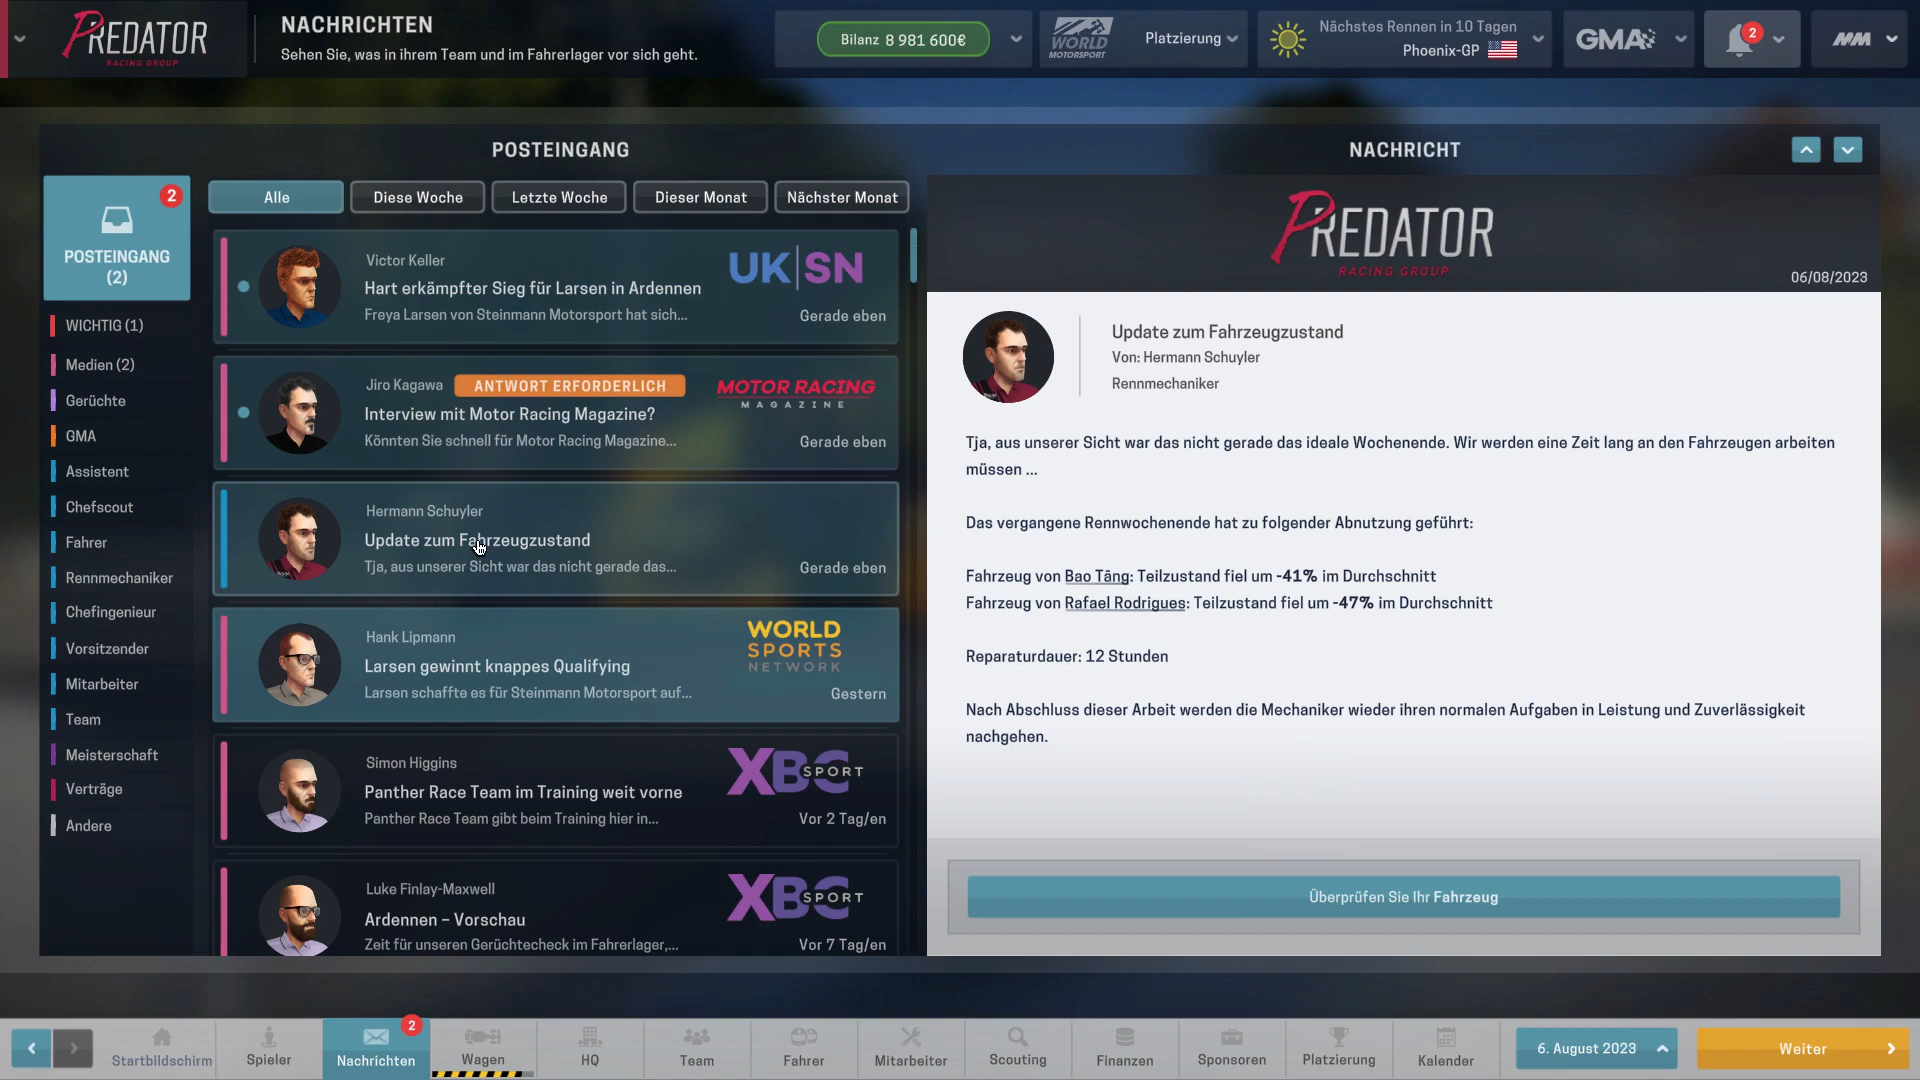 PREDATOR
RACING GROUP
NACHRICHTEN
Sehen Sie, was in ihrem Team und im Fahrerlager vor sich geht.
Bilanz 8 981 600€
WORLD
MOTORSPORT
Platzierung
Nächstes Rennen in 10 Tagen
Phoenix-GP
GMA
2
MM
POSTEINGANG
NACHRICHT
2
POSTEINGANG
(2)
WICHTIG (1)
Medien (2)
Gerüchte
GMA
Assistent
Chefscout
Fahrer
Rennmechaniker
Chefingenieur
Vorsitzender
Mitarbeiter
Team
Meisterschaft
Verträge
Andere
Alle
Diese Woche
Letzte Woche
Dieser Monat
Nächster Monat
Victor Keller
Hart erkämpfter Sieg für Larsen in Ardennen
Freya Larsen von Steinmann Motorsport hat sich...
UK|SN
Gerade eben
Jiro Kagawa
ANTWORT ERFORDERLICH
Interview mit Motor Racing Magazine?
Könnten Sie schnell für Motor Racing Magazine...
MOTOR RACING
MAGAZINE
Gerade eben
Hermann Schuyler
Update zum Fahrzeugzustand
Tja, aus unserer Sicht war das nicht gerade das...
Gerade eben
Hank Lipmann
Larsen gewinnt knappes Qualifying
Larsen schaffte es für Steinmann Motorsport auf...
WORLD
SPORTS
NETWORK
Gestern
Simon Higgins
Panther Race Team im Training weit vorne
Panther Race Team gibt beim Training hier in...
XBC SPORT
Vor 2 Tag/en
Luke Finlay-Maxwell
Ardennen – Vorschau
Zeit für unseren Gerüchtecheck im Fahrerlager,...
XBC SPORT
Vor 7 Tag/en
PREDATOR
RACING GROUP
06/08/2023
Update zum Fahrzeugzustand
Von: Hermann Schuyler
Rennmechaniker
Tja, aus unserer Sicht war das nicht gerade das ideale Wochenende. Wir werden eine Zeit lang an den Fahrzeugen arbeiten
müssen ...
Das vergangene Rennwochenende hat zu folgender Abnutzung geführt:
Fahrzeug von Bao Tāng: Teilzustand fiel um -41% im Durchschnitt
Fahrzeug von Rafael Rodrigues: Teilzustand fiel um -47% im Durchschnitt
Reparaturdauer: 12 Stunden
Nach Abschluss dieser Arbeit werden die Mechaniker wieder ihren normalen Aufgaben in Leistung und Zuverlässigkeit
nachgehen.
Überprüfen Sie Ihr Fahrzeug
Startbildschirm
Spieler
2
Nachrichten
Wagen
HQ
Team
Fahrer
Mitarbeiter
Scouting
Finanzen
Sponsoren
Platzierung
Kalender
6. August 2023
Weiter